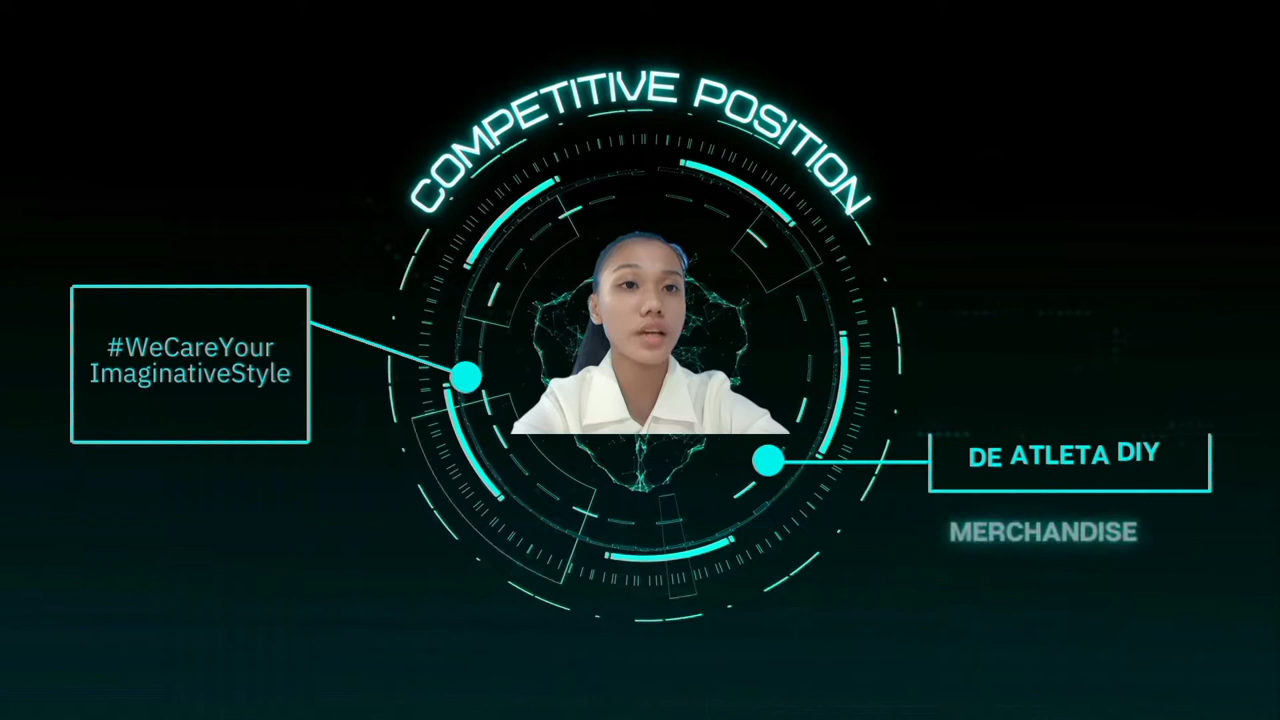 COMPETITIVE POSITION
#WeCareYour
ImaginativeStyle
DE ATLETA DIY
MERCHANDISE